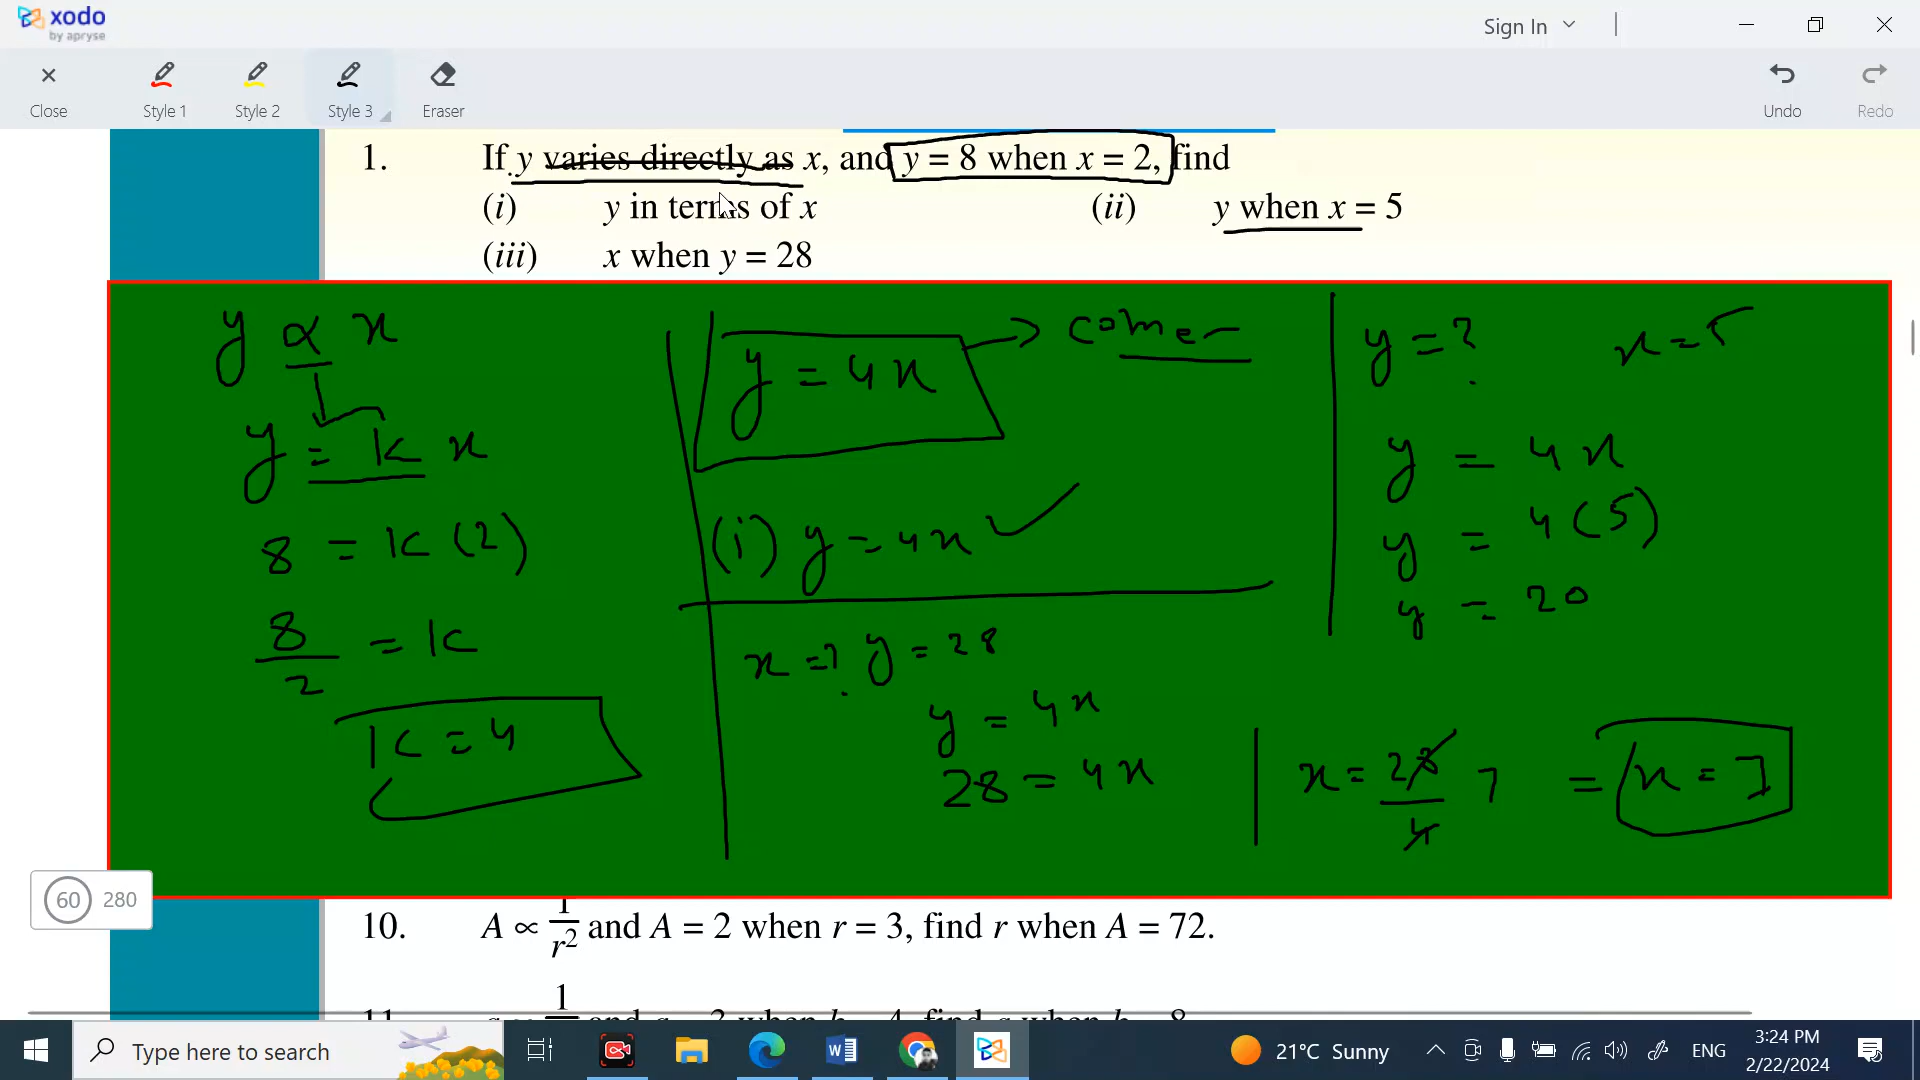 xodo
by apryse
Sign In
Close
Style 1
Style 2
Style 3
Eraser
Undo
Redo
1. If y varies directly as x, and y = 8 when x = 2, find
(i) y in terms of x (ii) y when x = 5
(iii) x when y = 28
y ∝ x
y = k x
8 = k (2)
8/2 = k
k = 4
y = 4x
(i) y = 4x ✓
x = ? y = 28
y = 4x
28 = 4x
x = 28/4 7 = x = 7
y = ? x = 5
y = 4x
y = 4(5)
y = 20
60 280
10. A ∝ 1/r² and A = 2 when r = 3, find r when A = 72.
Type here to search
21°C Sunny
ENG
3:24 PM
2/22/2024